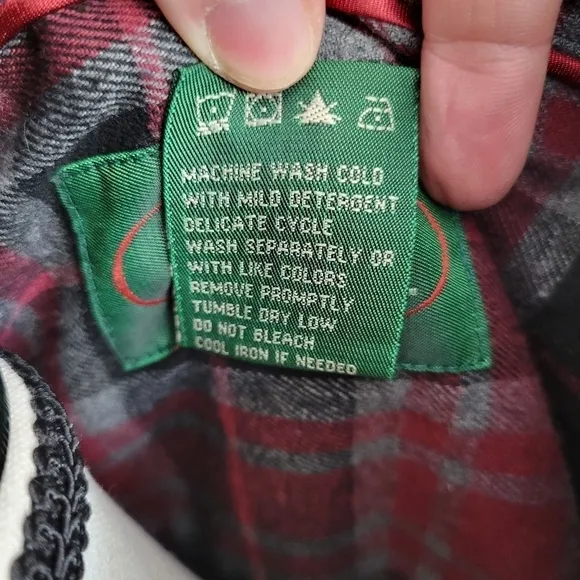 MACHINE WASH COLD
WITH MILD DETERGENT
DELICATE CYCLE
WASH SEPARATELY OR
WITH LIKE COLORS
REMOVE PROMPTLY
TUMBLE DRY LOW
DO NOT BLEACH
COOL IRON IF NEEDED